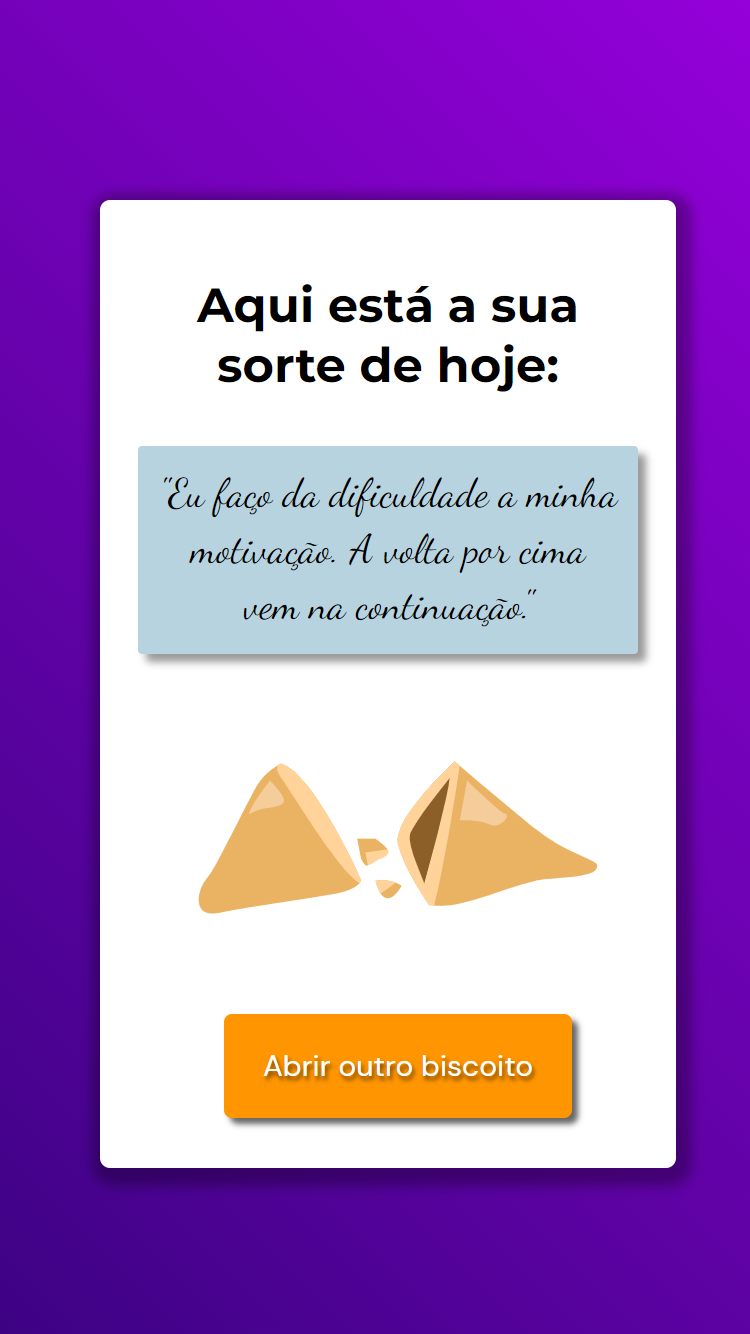 Aqui está a sua
sorte de hoje:
"Eu faço da dificuldade a minha
motivação. A volta por cima
vem na continuação."
Abrir outro biscoito